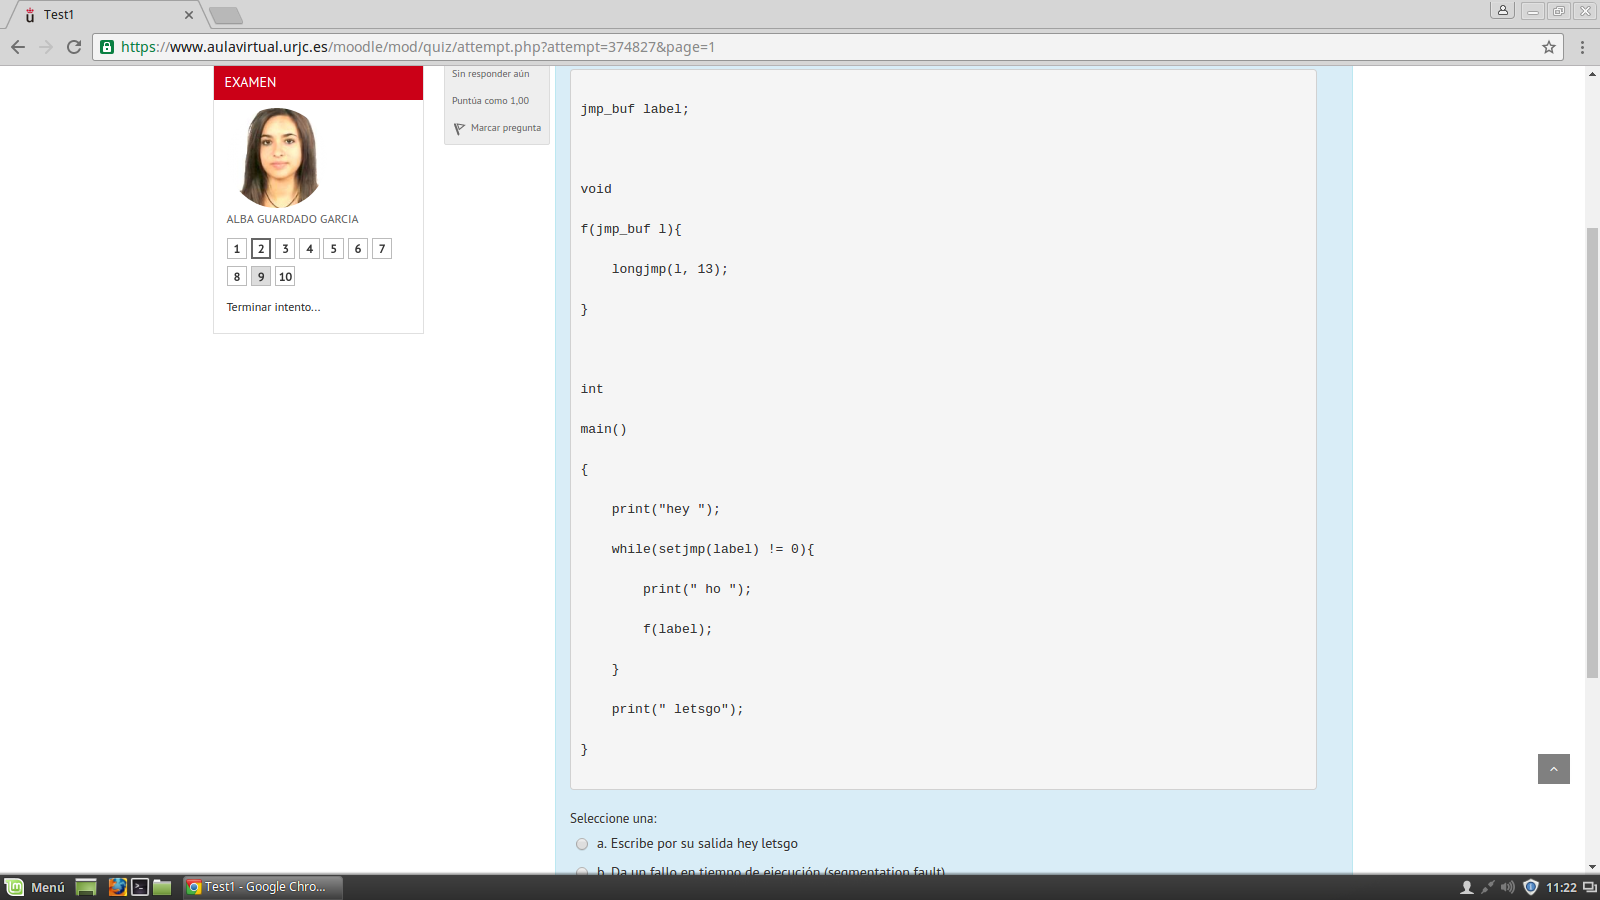 Test1
https://www.aulavirtual.urjc.es/moodle/mod/quiz/attempt.php?attempt=374827&page=1
EXAMEN
ALBA GUARDADO GARCIA
1 2 3 4 5 6 7
8 9 10
Terminar intento...
Sin responder aún
Puntúa como 1,00
Marcar pregunta
jmp_buf label;
void
f(jmp_buf l){
longjmp(l, 13);
}
int
main()
{
print("hey ");
while(setjmp(label) != 0){
print(" ho ");
f(label);
}
print(" letsgo");
}
Seleccione una:
a. Escribe por su salida hey letsgo
b. Da un fallo en tiempo de ejecución (segmentation fault)
Menú
Test1 - Google Chro...
11:22